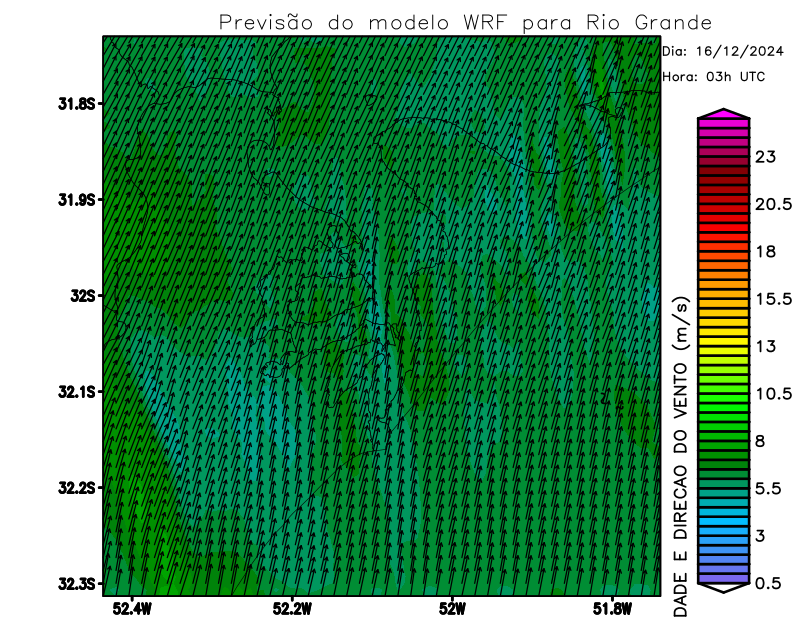 Previsão do modelo WRF para Rio Grande
Dia: 16/12/2024
Hora: 03h UTC
31.8S
31.9S
32S
32.1S
32.2S
32.3S
52.4W
52.2W
52W
51.8W
23
20.5
18
15.5
13
10.5
8
5.5
3
0.5
DADE E DIRECAO DO VENTO (m/s)